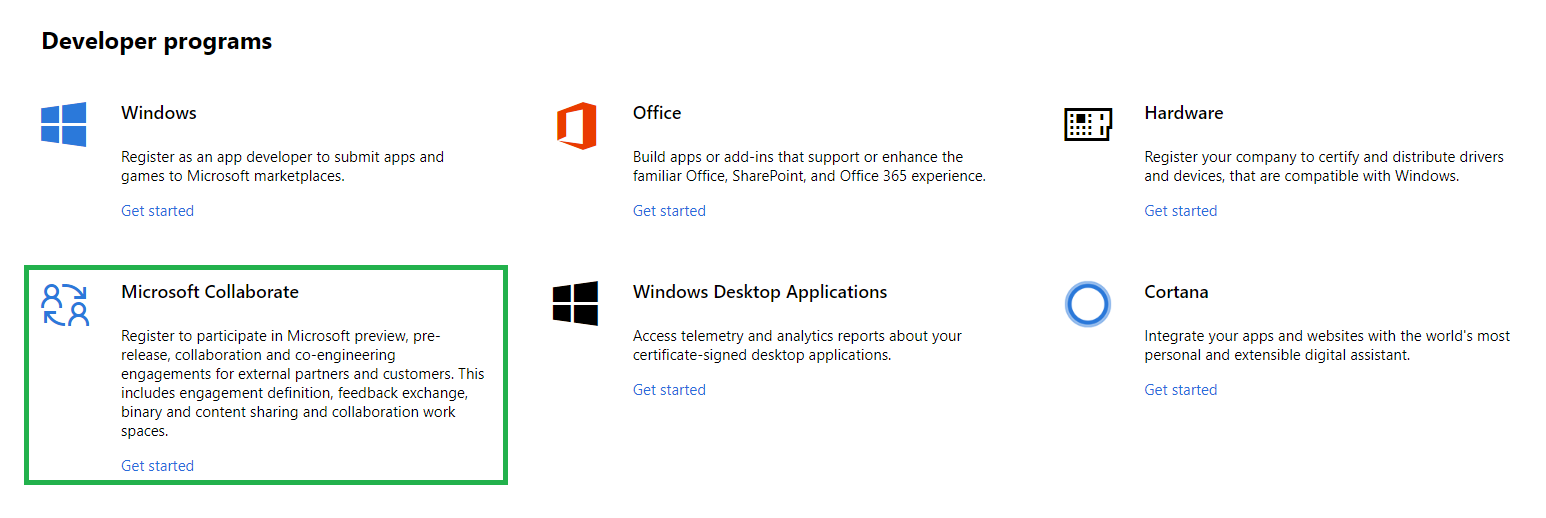 Developer programs
Windows
Register as an app developer to submit apps and
games to Microsoft marketplaces.
Get started
Office
Build apps or add-ins that support or enhance the
familiar Office, SharePoint, and Office 365 experience.
Get started
Hardware
Register your company to certify and distribute drivers
and devices, that are compatible with Windows.
Get started
Microsoft Collaborate
Register to participate in Microsoft preview, pre-
release, collaboration and co-engineering
engagements for external partners and customers. This
includes engagement definition, feedback exchange,
binary and content sharing and collaboration work
spaces.
Get started
Windows Desktop Applications
Access telemetry and analytics reports about your
certificate-signed desktop applications.
Get started
Cortana
Integrate your apps and websites with the world's most
personal and extensible digital assistant.
Get started